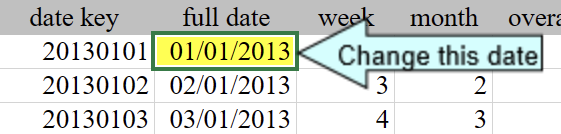 date key full date week month overa
20130101 01/01/2013 Change this date
20130102 02/01/2013 3 2
20130103 03/01/2013 4 3